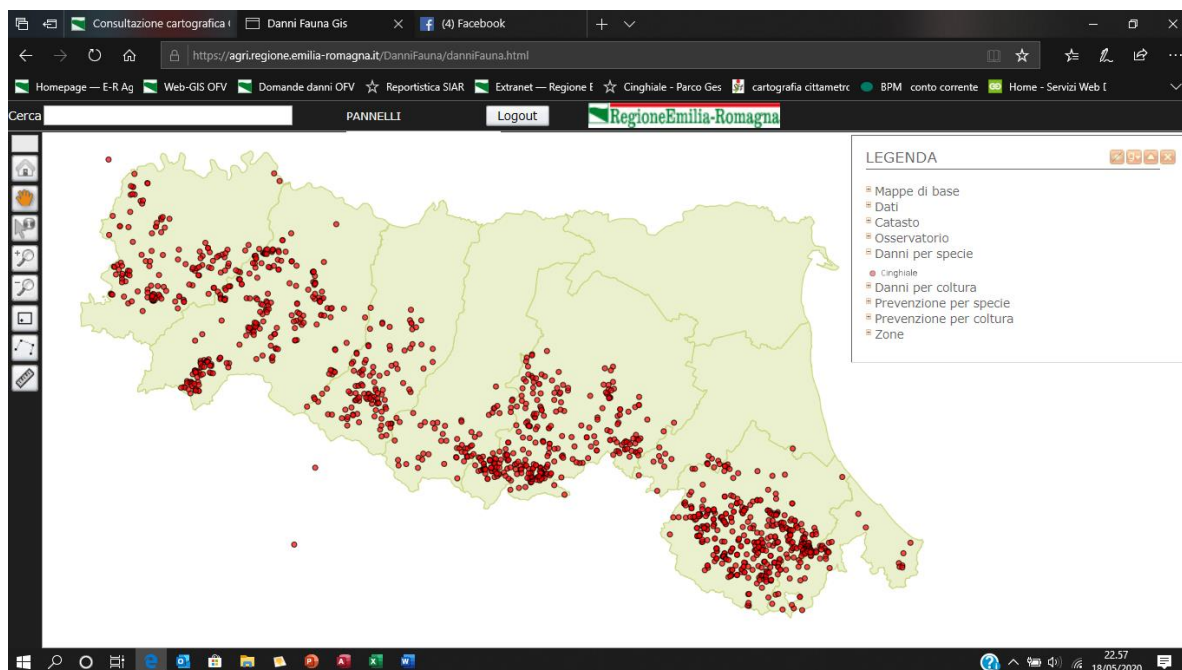 Consultazione cartografica (
Danni Fauna Gis
(4) Facebook
https://agri.regione.emilia-romagna.it/DanniFauna/danniFauna.html
Homepage — E-R Ag
Web-GIS OFV
Domande danni OFV
Reportistica SIAR
Extranet — Regione E
Cinghiale - Parco Ges
cartografia cittametrc
BPM conto corrente
Home - Servizi Web [
Cerca
PANNELLI
Logout
RegioneEmilia-Romagna
LEGENDA
Mappe di base
Dati
Catasto
Osservatorio
Danni per specie
Cinghiale
Danni per coltura
Prevenzione per specie
Prevenzione per coltura
Zone
22.57
18/05/2020